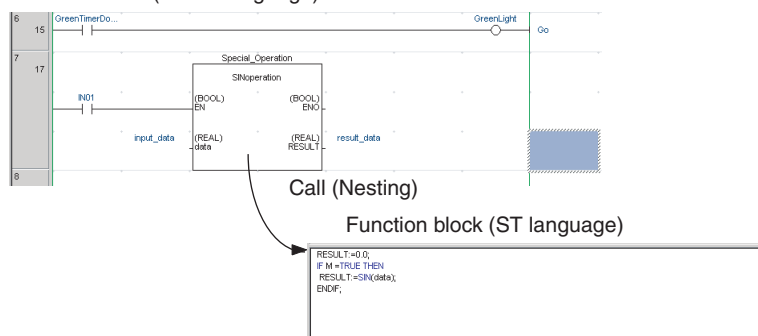 6
15
GreenTimerDo...
GreenLight
Go
7
17
Special_Operation
SINoperation
IN01
(BOOL)
EN
(BOOL)
ENO
input_data
(REAL)
data
(REAL)
RESULT
result_data
8
Call (Nesting)
Function block (ST language)
RESULT:=0.0;
IF M =TRUE THEN
RESULT:=SIN(data);
ENDIF;